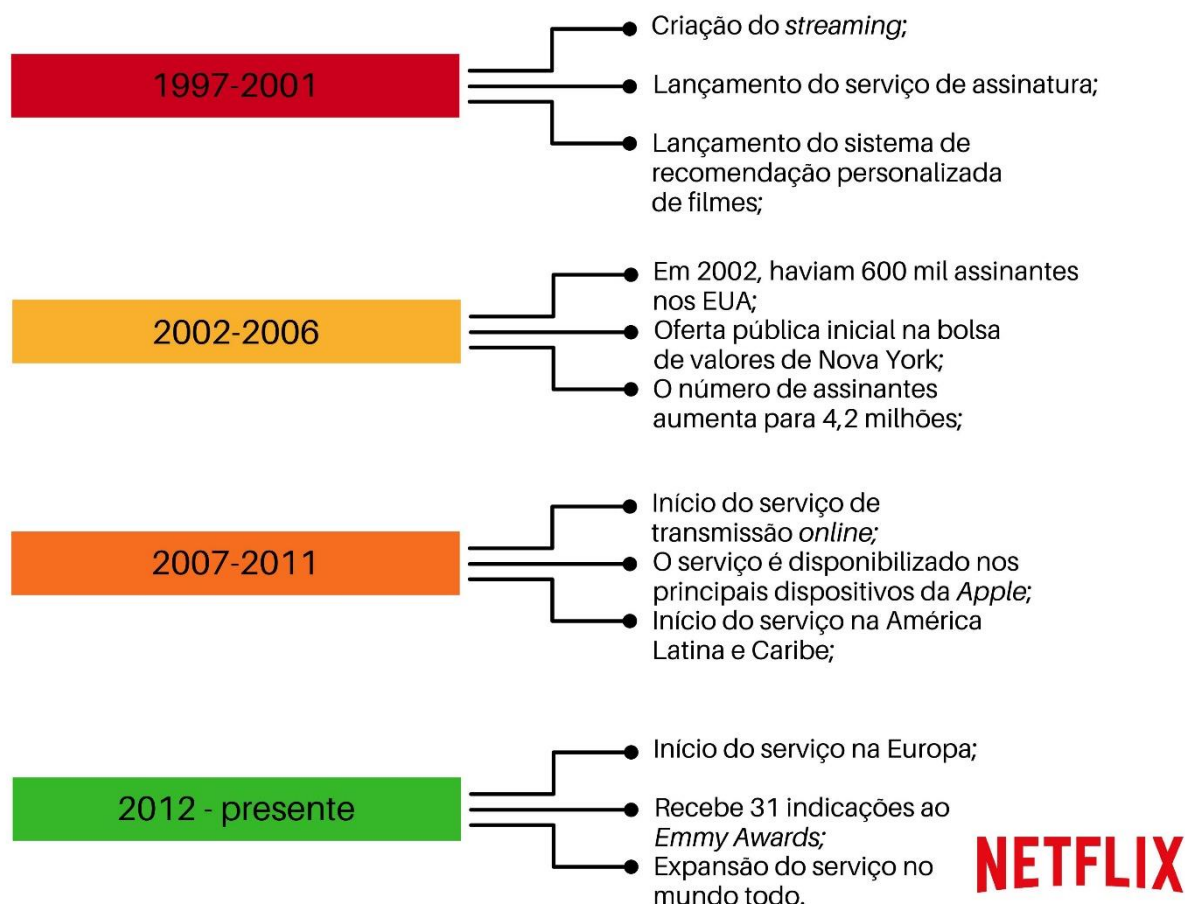 1997-2001
Criação do streaming;
Lançamento do serviço de assinatura;
Lançamento do sistema de
recomendação personalizada
de filmes;
2002-2006
Em 2002, haviam 600 mil assinantes
nos EUA;
Oferta pública inicial na bolsa
de valores de Nova York;
O número de assinantes
aumenta para 4,2 milhões;
2007-2011
Início do serviço de
transmissão online;
O serviço é disponibilizado nos
principais dispositivos da Apple;
Início do serviço na América
Latina e Caribe;
2012 - presente
Início do serviço na Europa;
Recebe 31 indicações ao
Emmy Awards;
Expansão do serviço no
mundo todo.
NETFLIX